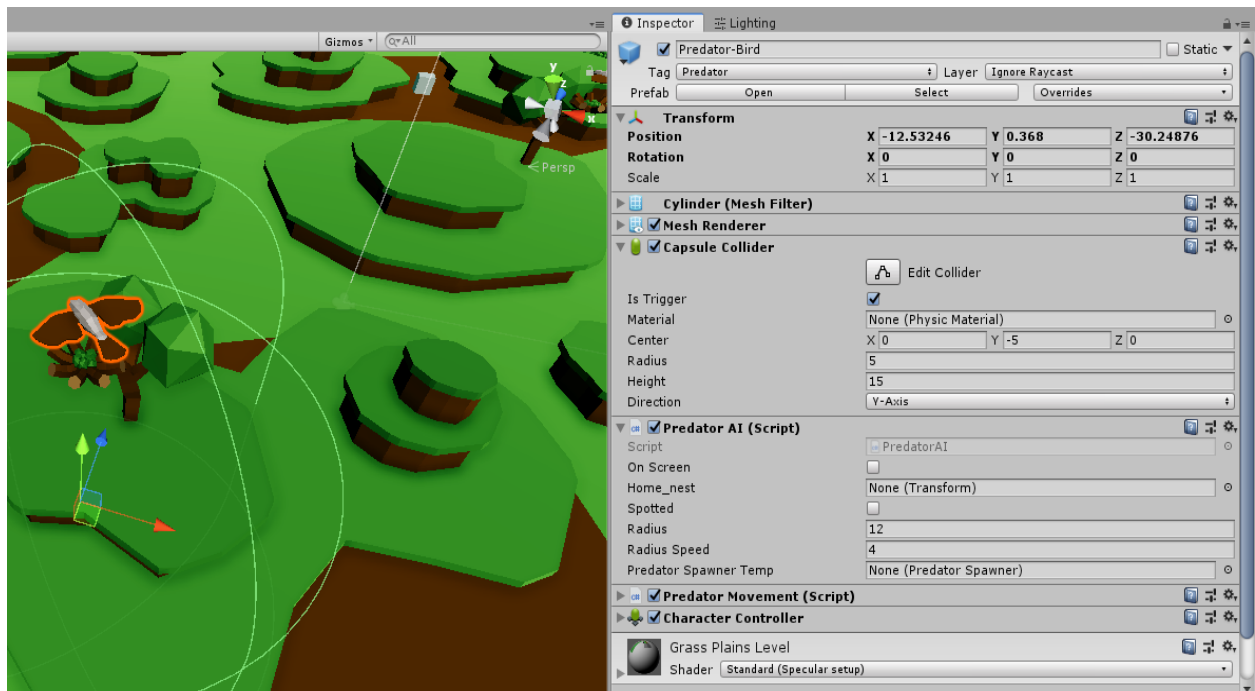 Inspector Lighting
Gizmos All
Predator-Bird Static
Tag Predator Layer Ignore Raycast
Prefab Open Select Overrides
y
z
x
Persp
Transform
Position X -12.53246 Y 0.368 Z -30.24876
Rotation X 0 Y 0 Z 0
Scale X 1 Y 1 Z 1
Cylinder (Mesh Filter)
Mesh Renderer
Capsule Collider
Edit Collider
Is Trigger
Material None (Physic Material)
Center X 0 Y -5 Z 0
Radius 5
Height 15
Direction Y-Axis
Predator AI (Script)
Script PredatorAI
On Screen
Home_nest None (Transform)
Spotted
Radius 12
Radius Speed 4
Predator Spawner Temp None (Predator Spawner)
Predator Movement (Script)
Character Controller
Grass Plains Level
Shader Standard (Specular setup)